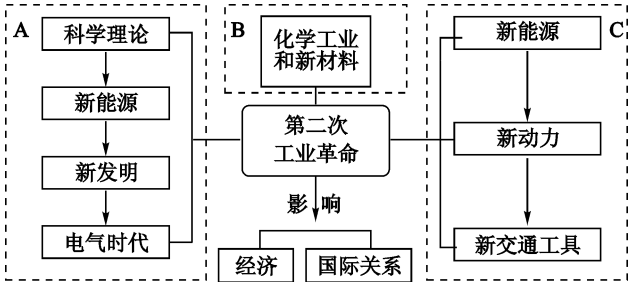 A
科学理论
新能源
新发明
电气时代
B
化学工业
和新材料
第二次
工业革命
影响
经济
国际关系
C
新能源
新动力
新交通工具